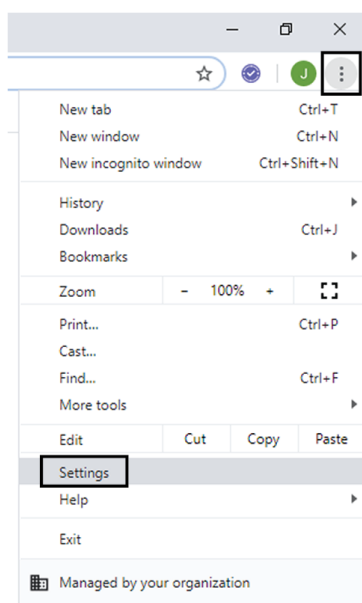 J
New tab Ctrl+T
New window Ctrl+N
New incognito window Ctrl+Shift+N
History
Downloads Ctrl+J
Bookmarks
Zoom - 100% +
Print... Ctrl+P
Cast...
Find... Ctrl+F
More tools
Edit Cut Copy Paste
Settings
Help
Exit
Managed by your organization